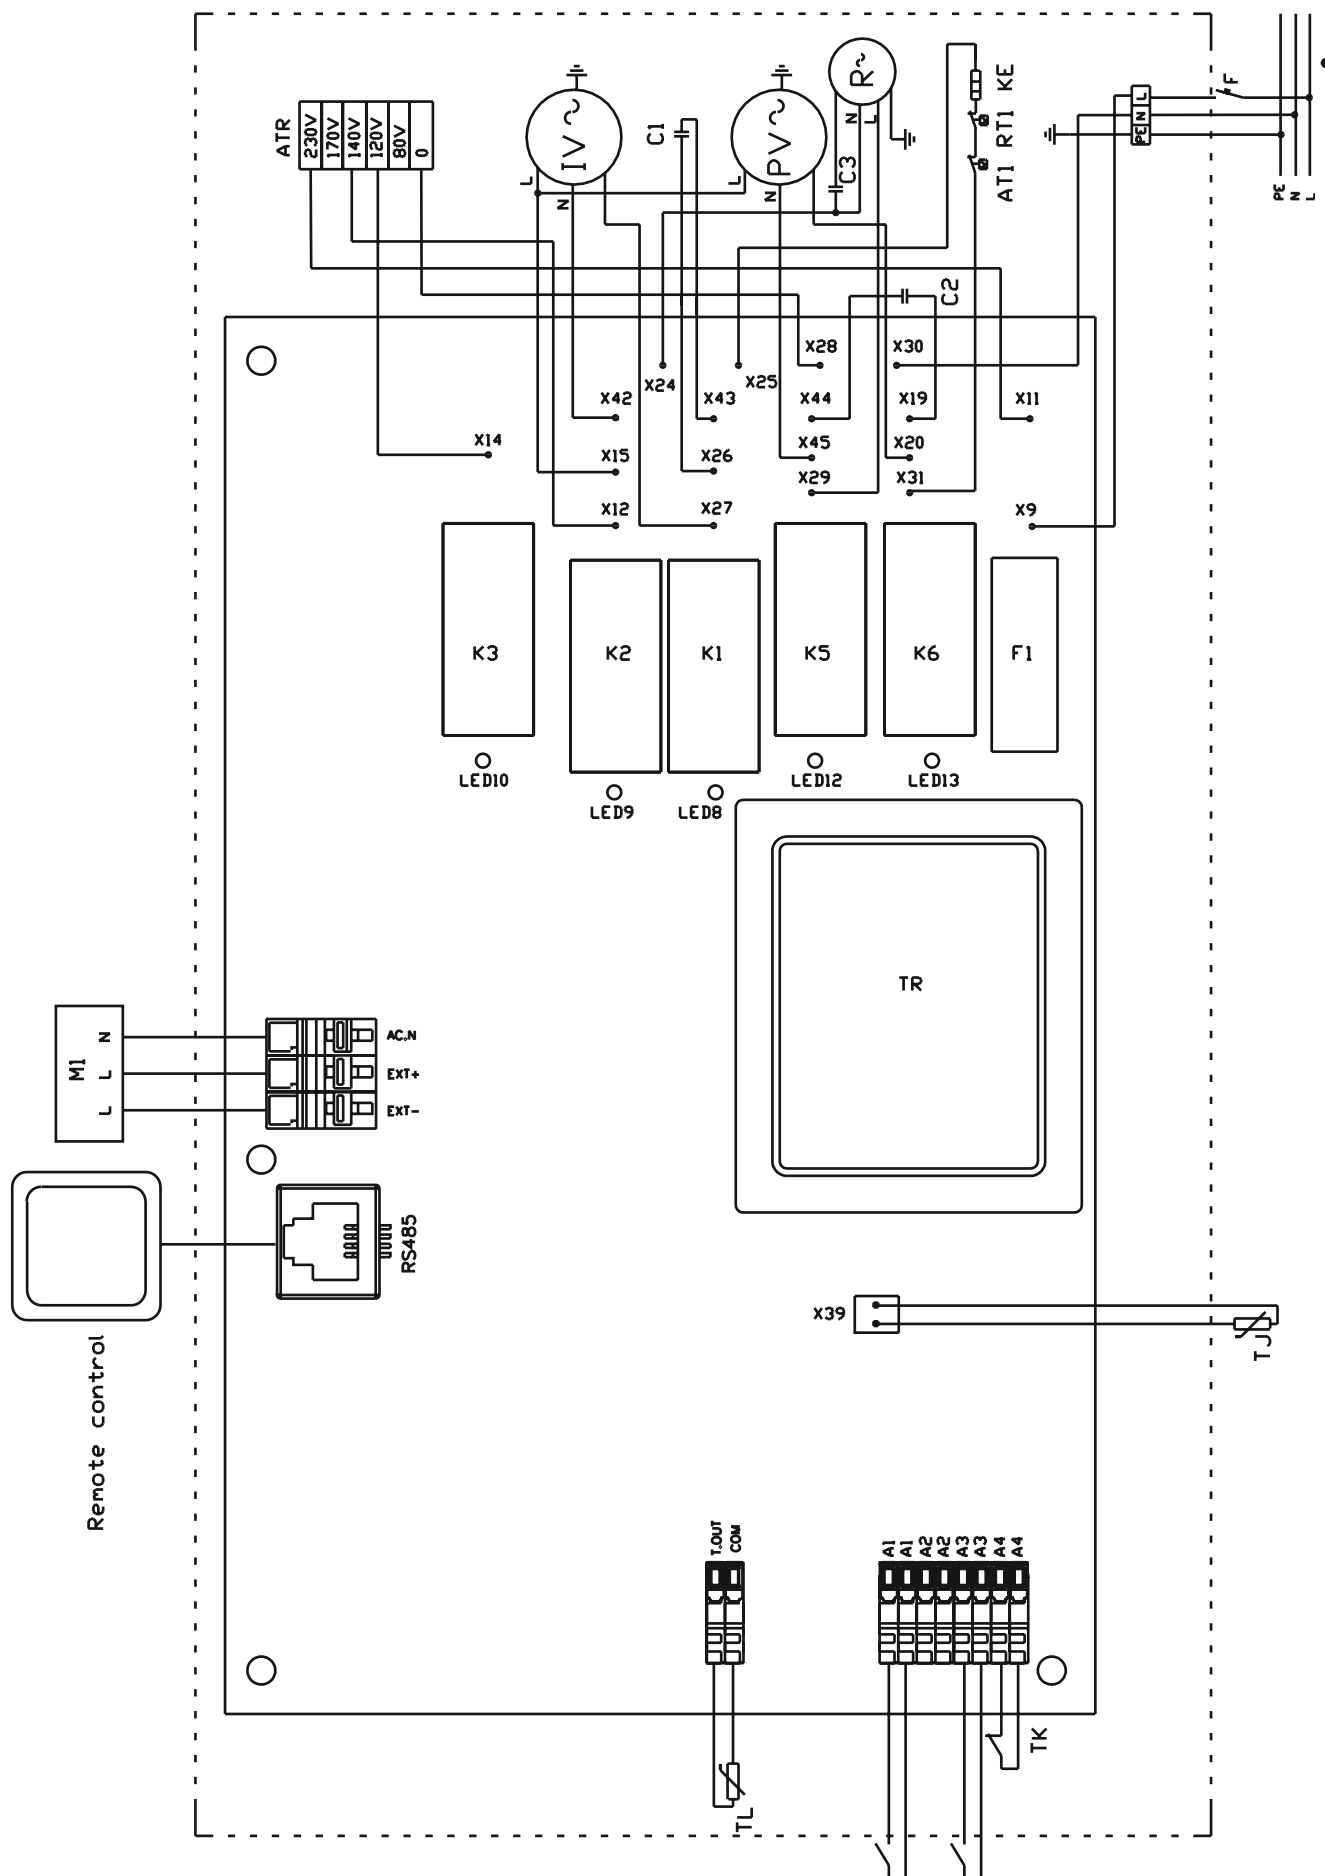 ATR
230V
170V
140V
120V
80V
0
IV
L
N
C1
PV
L
N
R~
N
L
C3
AT1 RT1 KE
PE
N
L
F
PE
N
L
C2
X28
X30
X24
X25
X42
X43
X44
X19
X11
X14
X15
X26
X45
X20
X29
X31
X12
X27
X9
K3
K2
K1
K5
K6
F1
LED10
LED9
LED8
LED12
LED13
TR
M1
N
L
L
AC.N
EXT+
EXT-
RS485
Remote control
X39
TJ
T.OUT
COM
A1
A1
A2
A2
A3
A3
A4
A4
TK
TL